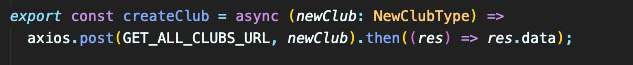 export const createClub = async (newClub: NewClubType) =>
axios.post(GET_ALL_CLUBS_URL, newClub).then((res) => res.data);